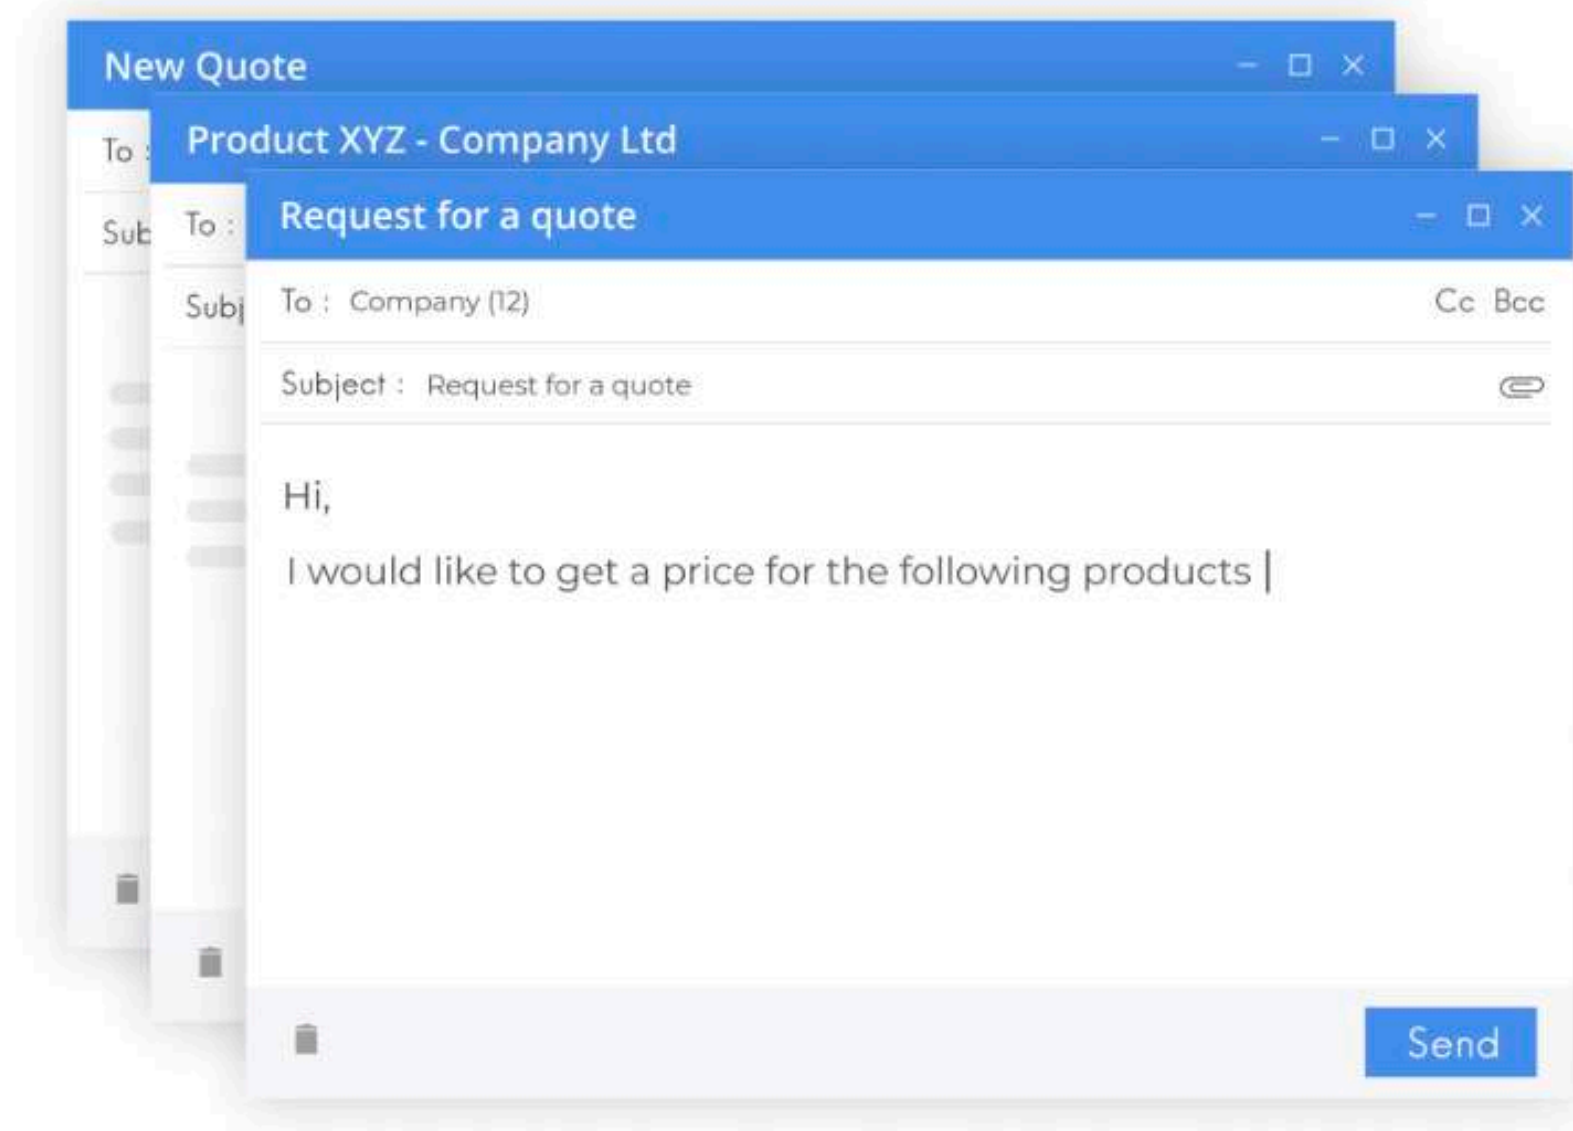 New Quote
To :
Sub
Product XYZ - Company Ltd
To :
Subj
Request for a quote
To : Company (12) Cc Bcc
Subject : Request for a quote
Hi,
I would like to get a price for the following products
Send